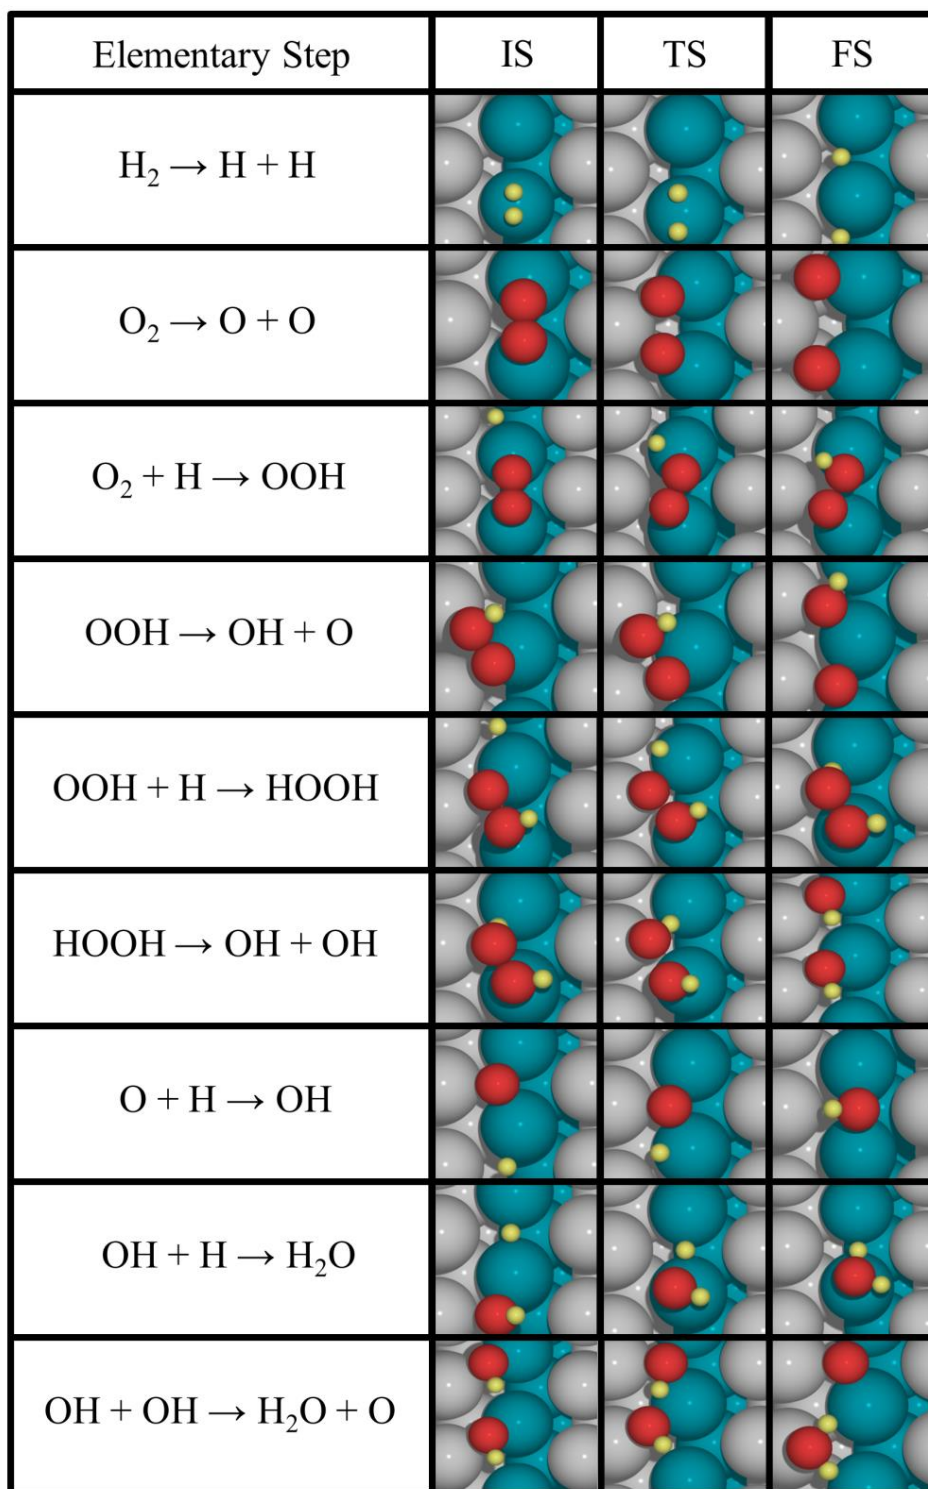 Elementary Step IS TS FS
H₂ → H + H
O₂ → O + O
O₂ + H → OOH
OOH → OH + O
OOH + H → HOOH
HOOH → OH + OH
O + H → OH
OH + H → H₂O
OH + OH → H₂O + O